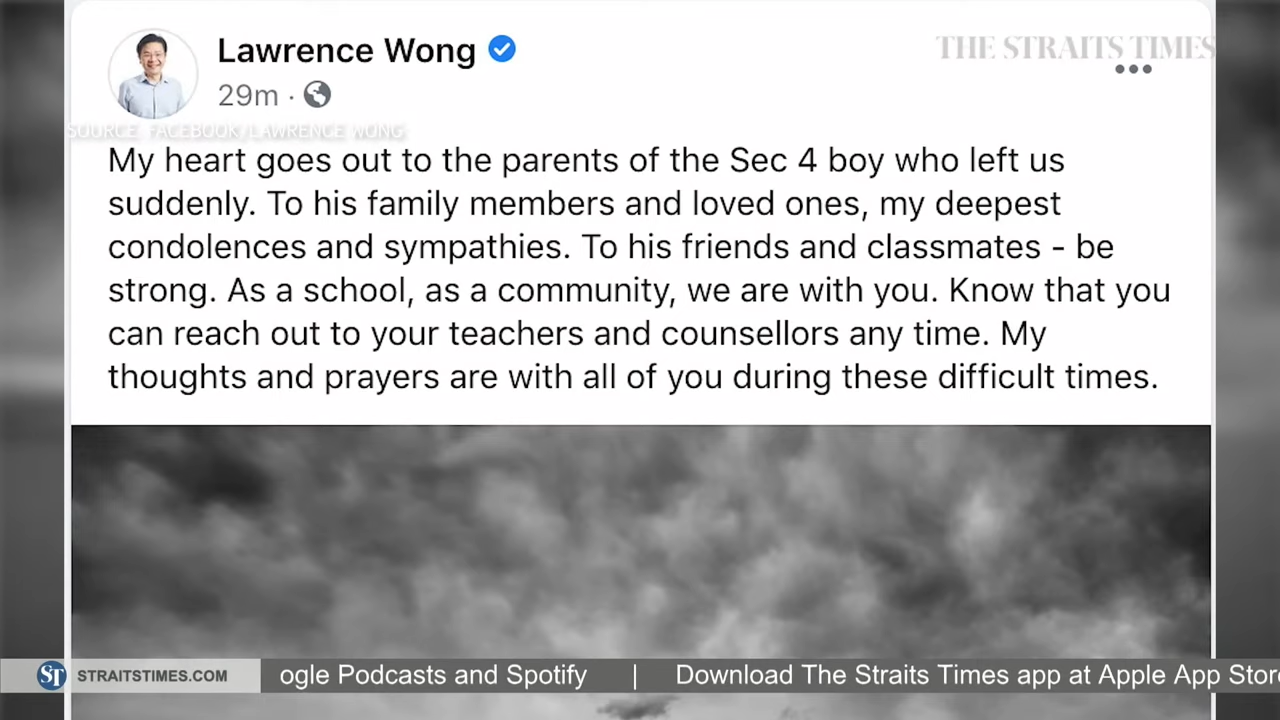 Lawrence Wong
THE STRAITS TIMES
29m ·
SOURCE: FACEBOOK/LAWRENCE WONG
My heart goes out to the parents of the Sec 4 boy who left us
suddenly. To his family members and loved ones, my deepest
condolences and sympathies. To his friends and classmates - be
strong. As a school, as a community, we are with you. Know that you
can reach out to your teachers and counsellors any time. My
thoughts and prayers are with all of you during these difficult times.
ST STRAITSTIMES.COM ogle Podcasts and Spotify | Download The Straits Times app at Apple App Store